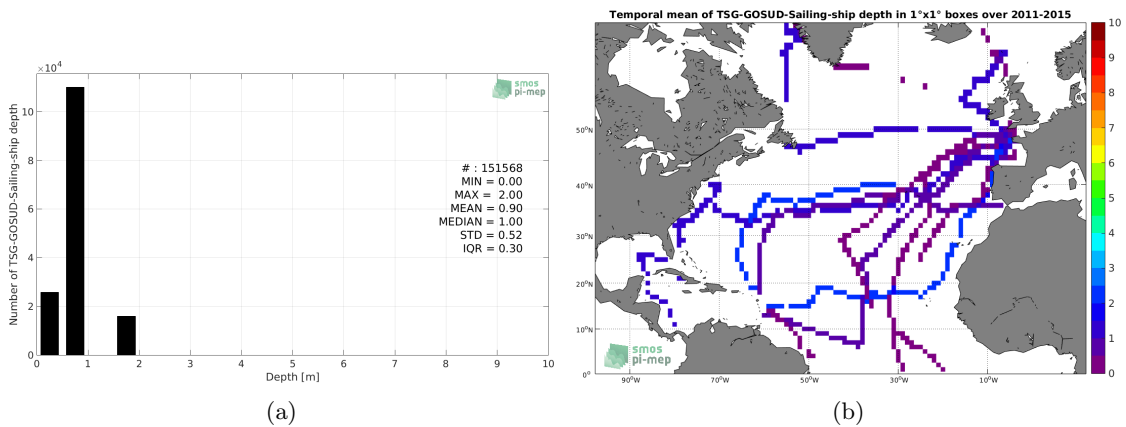 Temporal mean of TSG-GOSUD-Sailing-ship depth in 1°x1° boxes over 2011-2015
×10⁴
10
8
6
4
2
0
Number of TSG-GOSUD-Sailing-ship depth
smos
pi-mep
# : 151568
MIN = 0.00
MAX = 2.00
MEAN = 0.90
MEDIAN = 1.00
STD = 0.52
IQR = 0.30
0 1 2 3 4 5 6 7 8 9 10
Depth [m]
(a)
50°N
40°N
30°N
20°N
10°N
0°
90°W 70°W 50°W 30°W 10°W
smos
pi-mep
10
9
8
7
6
5
4
3
2
1
0
(b)